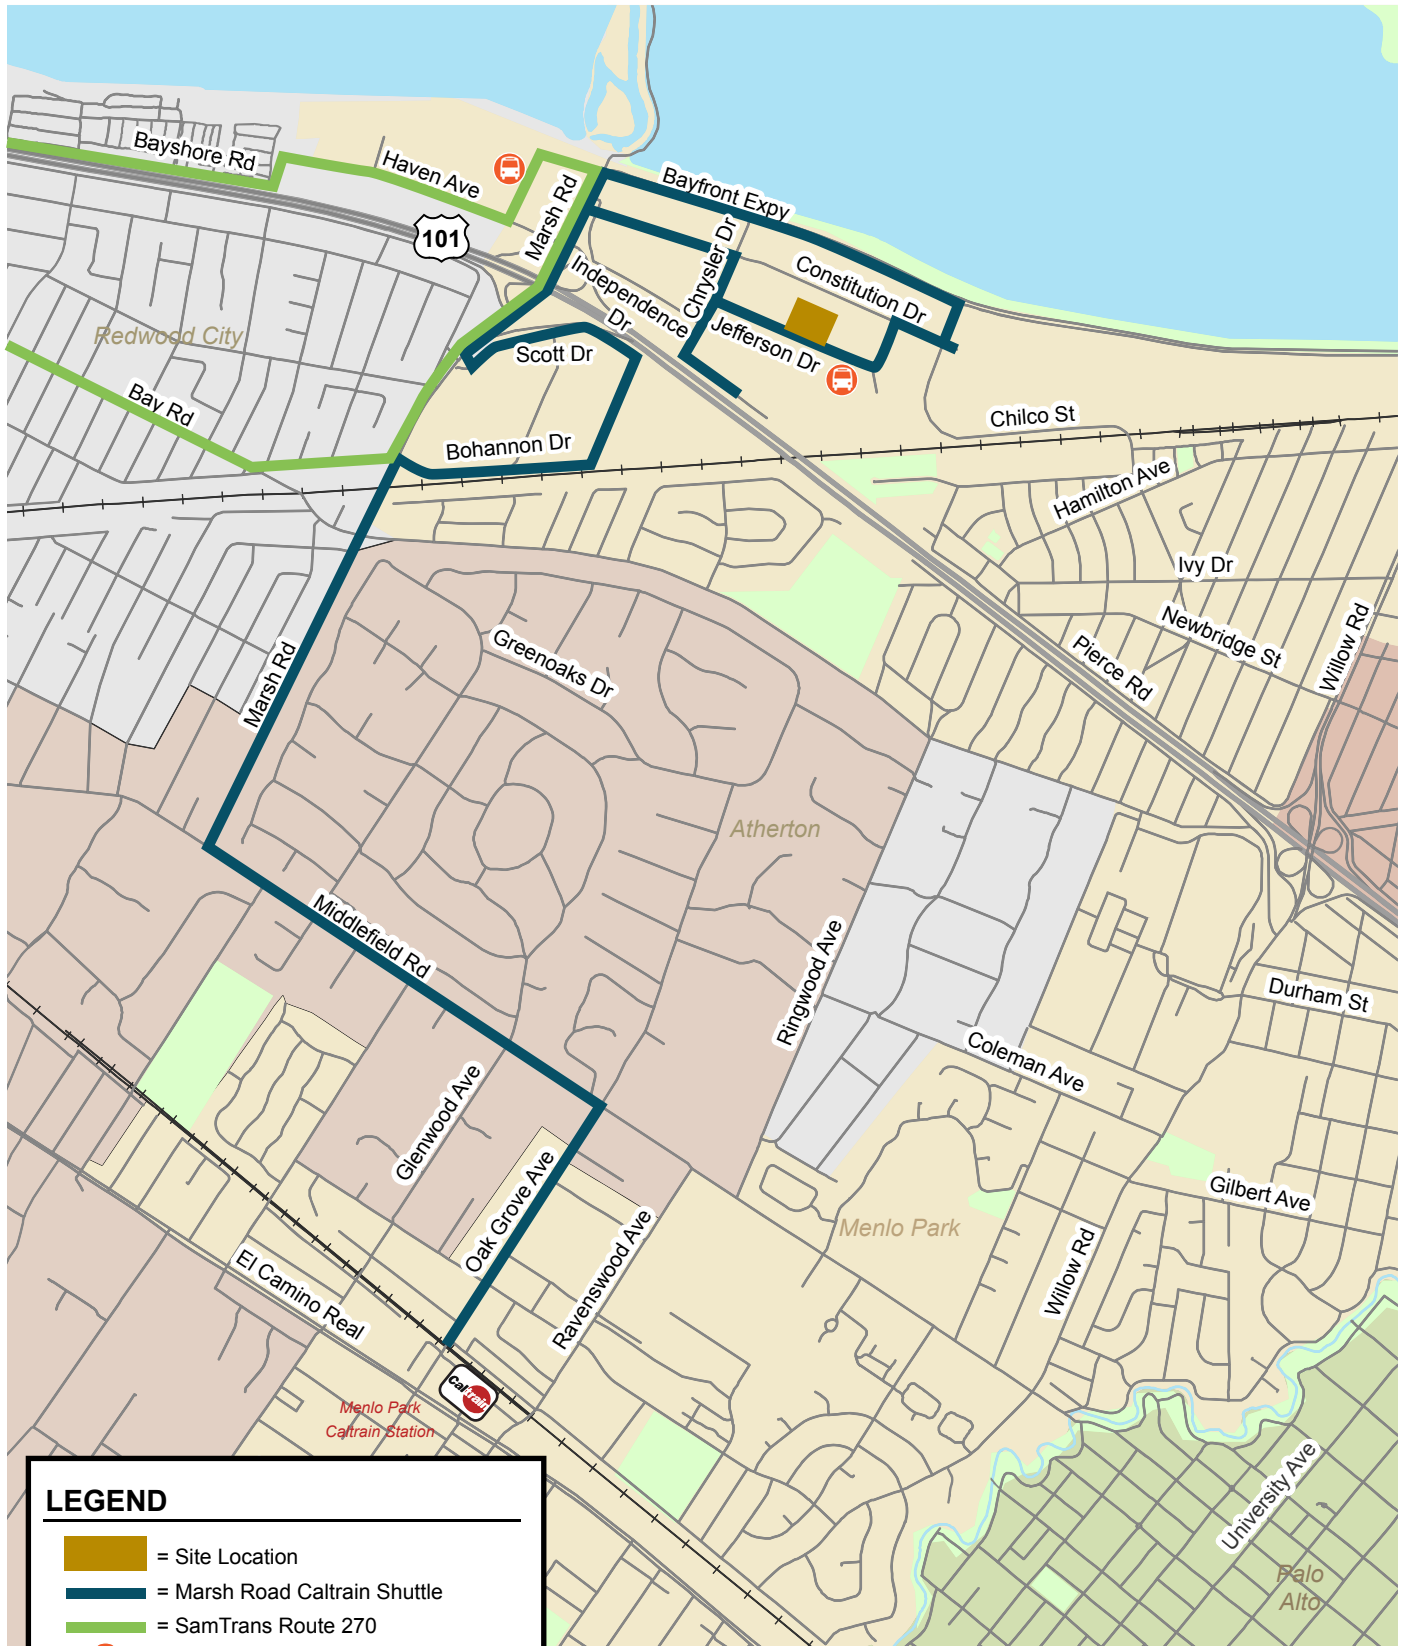 Bayshore Rd
Haven Ave
Marsh Rd
Bayfront Expy
101
Chrysler Dr
Independence
Dr
Constitution Dr
Jefferson Dr
Redwood City
Scott Dr
Bay Rd
Bohannon Dr
Chilco St
Hamilton Ave
Ivy Dr
Newbridge St
Willow Rd
Pierce Rd
Greenoaks Dr
Marsh Rd
Atherton
Middlefield Rd
Ringwood Ave
Durham St
Coleman Ave
Glenwood Ave
Oak Grove Ave
Gilbert Ave
Menlo Park
Ravenswood Ave
Willow Rd
El Camino Real
Caltrain
Menlo Park
Caltrain Station
University Ave
Palo
Alto
LEGEND
= Site Location
= Marsh Road Caltrain Shuttle
= SamTrans Route 270